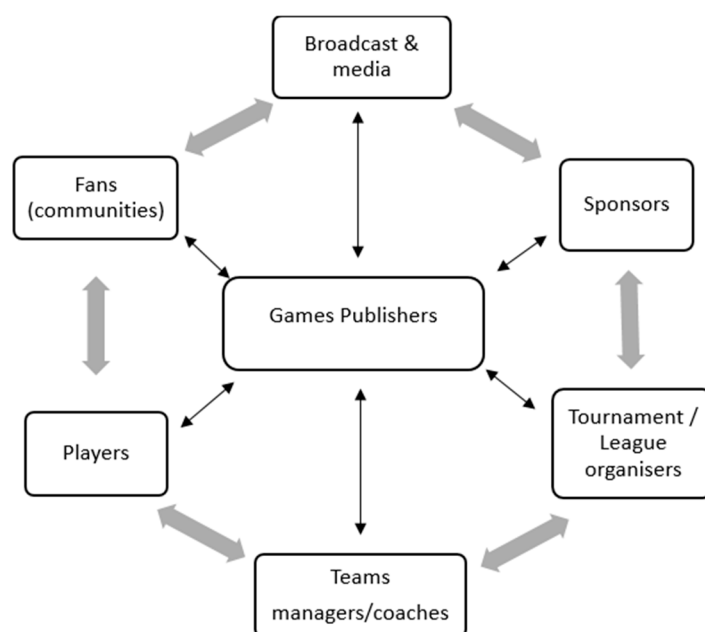 Broadcast &
media
Fans
(communities)
Sponsors
Games Publishers
Players
Tournament /
League
organisers
Teams
managers/coaches